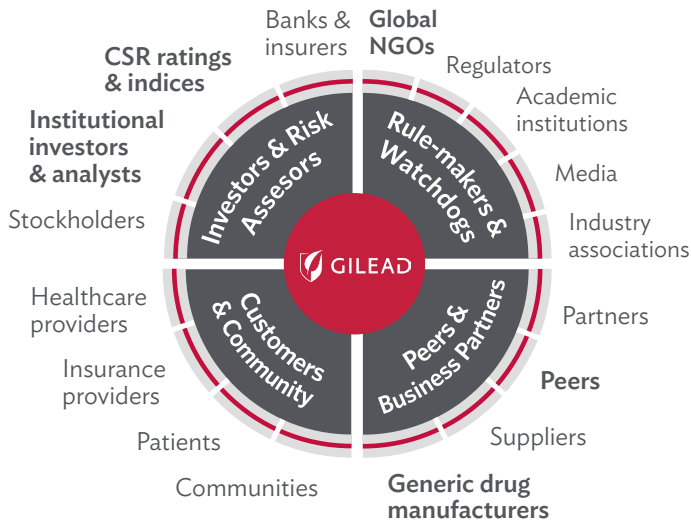 Banks &
insurers
Global
NGOs
CSR ratings
& indices
Regulators
Academic
institutions
Institutional
investors
& analysts
Media
Stockholders
Industry
associations
Investors & Risk
Assesors
Rule-makers &
Watchdogs
GILEAD
Customers
& Community
Peers &
Business Partners
Healthcare
providers
Partners
Insurance
providers
Peers
Patients
Suppliers
Communities
Generic drug
manufacturers